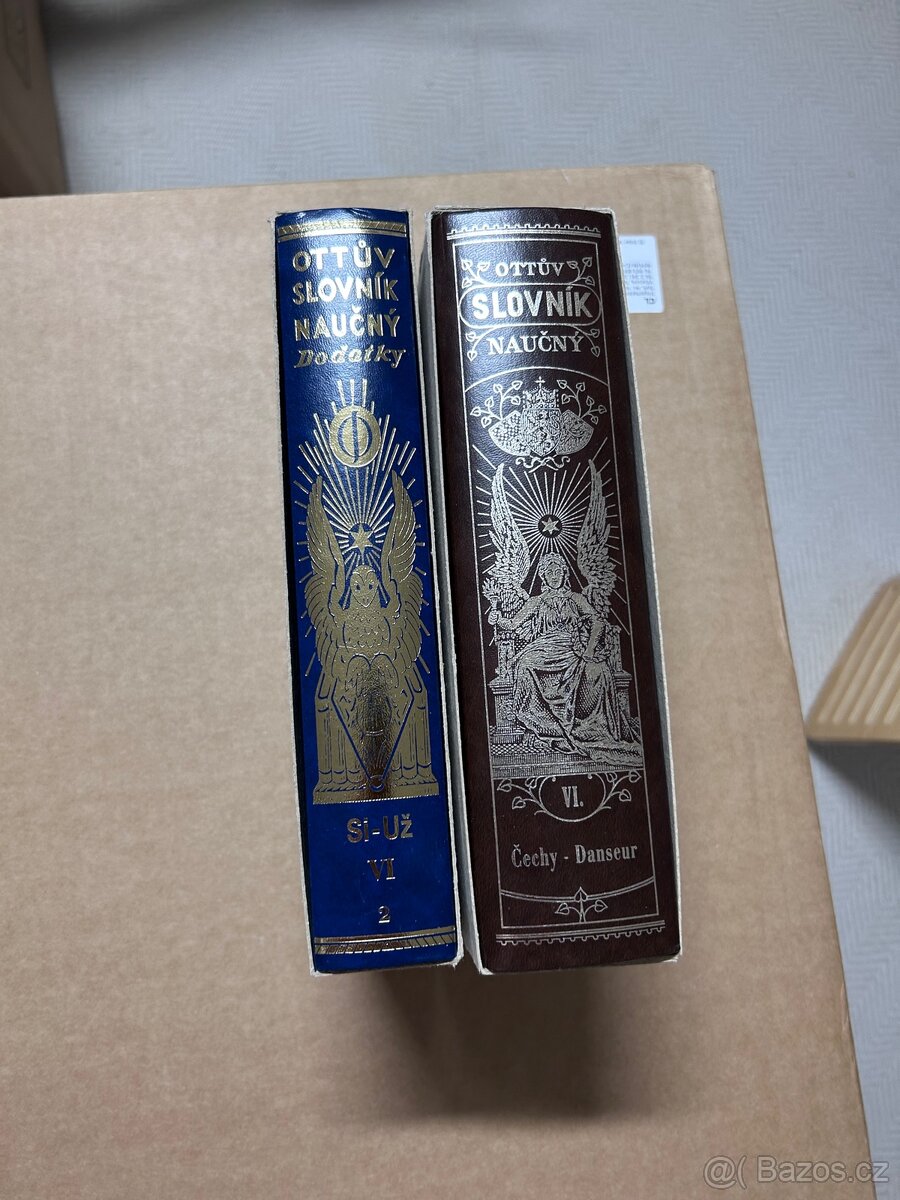 OTTŮV
SLOVNÍK
NAUČNÝ
Dodatky
Si-Už
VI
2
OTTŮV
SLOVNÍK
NAUČNÝ
VI.
Čechy - Danseur
@( Bazos.cz